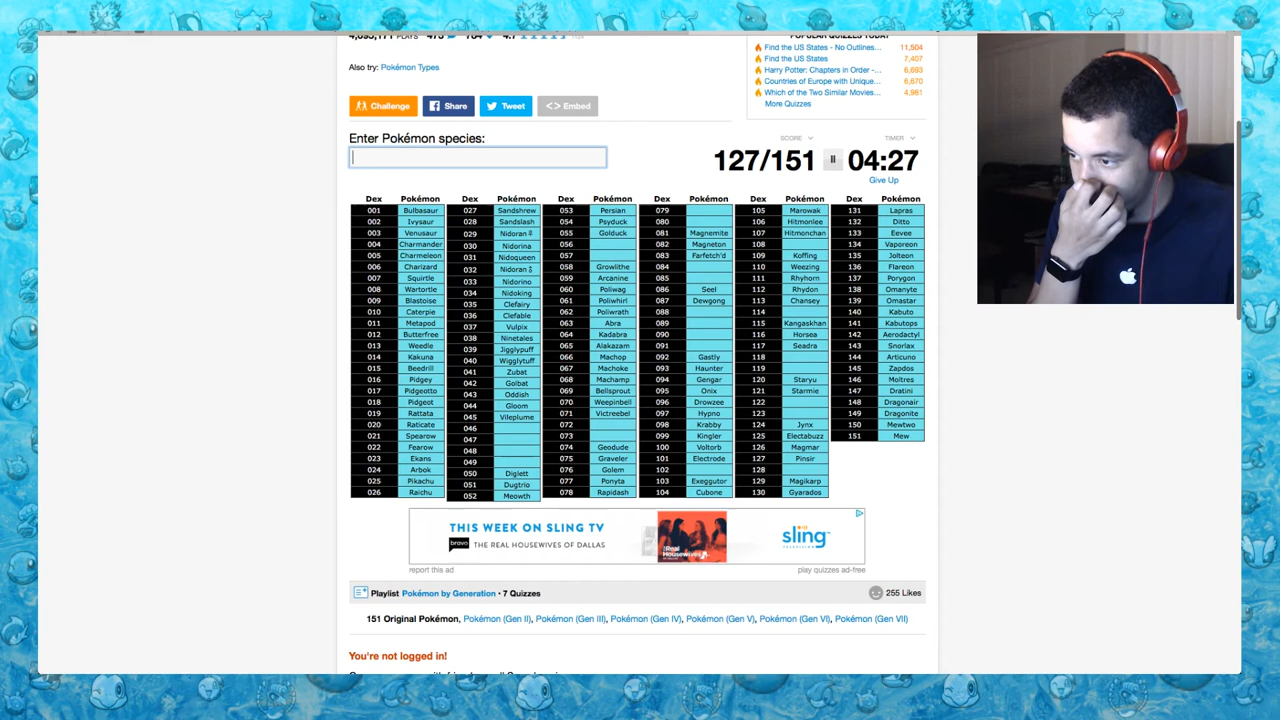 Also try: Pokémon Types
Challenge Share Tweet <> Embed
POPULAR QUIZZES TODAY
Find the US States - No Outlines... 11,504
Find the US States 7,407
Harry Potter: Chapters in Order -... 6,693
Countries of Europe with Unique... 6,670
Which of the Two Similar Movies... 4,981
More Quizzes
Enter Pokémon species:
SCORE TIMER
127/151 04:27
Give Up
Dex Pokémon Dex Pokémon Dex Pokémon Dex Pokémon Dex Pokémon Dex Pokémon
001 Bulbasaur 027 Sandshrew 053 Persian 079 105 Marowak 131 Lapras
002 Ivysaur 028 Sandslash 054 Psyduck 080 106 Hitmonlee 132 Ditto
003 Venusaur 029 Nidoran♀ 055 Golduck 081 Magnemite 107 Hitmonchan 133 Eevee
004 Charmander 030 Nidorina 056 082 Magneton 108 134 Vaporeon
005 Charmeleon 031 Nidoqueen 057 083 Farfetch'd 109 Koffing 135 Jolteon
006 Charizard 032 Nidoran♂ 058 Growlithe 084 110 Weezing 136 Flareon
007 Squirtle 033 Nidorino 059 Arcanine 085 111 Rhyhorn 137 Porygon
008 Wartortle 034 Nidoking 060 Poliwag 086 Seel 112 Rhydon 138 Omanyte
009 Blastoise 035 Clefairy 061 Poliwhirl 087 Dewgong 113 Chansey 139 Omastar
010 Caterpie 036 Clefable 062 Poliwrath 088 114 140 Kabuto
011 Metapod 037 Vulpix 063 Abra 089 115 Kangaskhan 141 Kabutops
012 Butterfree 038 Ninetales 064 Kadabra 090 116 Horsea 142 Aerodactyl
013 Weedle 039 Jigglypuff 065 Alakazam 091 117 Seadra 143 Snorlax
014 Kakuna 040 Wigglytuff 066 Machop 092 Gastly 118 144 Articuno
015 Beedrill 041 Zubat 067 Machoke 093 Haunter 119 145 Zapdos
016 Pidgey 042 Golbat 068 Machamp 094 Gengar 120 Staryu 146 Moltres
017 Pidgeotto 043 Oddish 069 Bellsprout 095 Onix 121 Starmie 147 Dratini
018 Pidgeot 044 Gloom 070 Weepinbell 096 Drowzee 122 148 Dragonair
019 Rattata 045 Vileplume 071 Victreebel 097 Hypno 123 149 Dragonite
020 Raticate 046 072 098 Krabby 124 Jynx 150 Mewtwo
021 Spearow 047 073 099 Kingler 125 Electabuzz 151 Mew
022 Fearow 048 074 Geodude 100 Voltorb 126 Magmar
023 Ekans 049 075 Graveler 101 Electrode 127 Pinsir
024 Arbok 050 Diglett 076 Golem 102 128
025 Pikachu 051 Dugtrio 077 Ponyta 103 Exeggutor 129 Magikarp
026 Raichu 052 Meowth 078 Rapidash 104 Cubone 130 Gyarados
THIS WEEK ON SLING TV
bravo THE REAL HOUSEWIVES OF DALLAS
sling
TELEVISION
report this ad play quizzes ad-free
Playlist Pokémon by Generation • 7 Quizzes 255 Likes
151 Original Pokémon, Pokémon (Gen II), Pokémon (Gen III), Pokémon (Gen IV), Pokémon (Gen V), Pokémon (Gen VI), Pokémon (Gen VII)
You're not logged in!